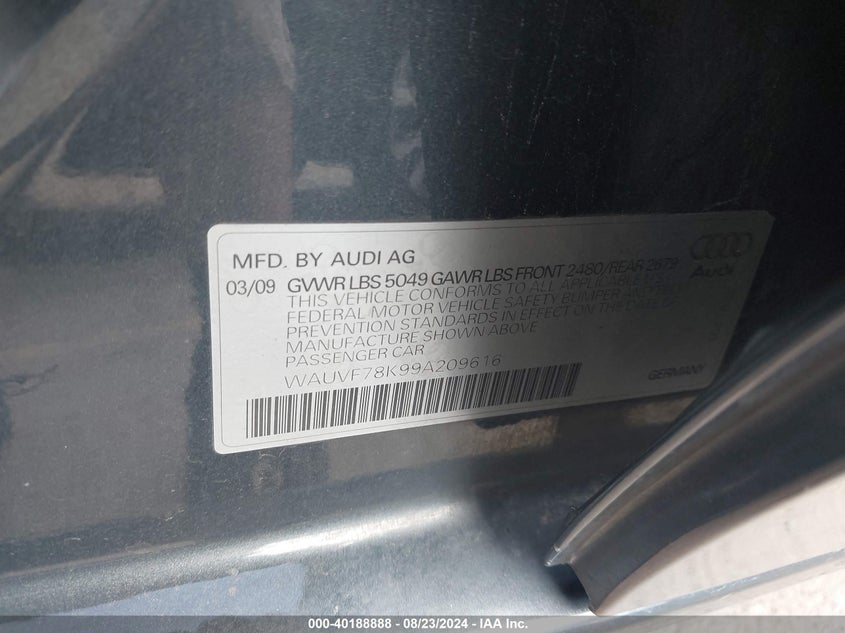 MFD. BY AUDI AG
03/09 GVWR LBS 5049 GAWR LBS FRONT 2480/REAR 2679
THIS VEHICLE CONFORMS TO ALL APPLICABLE U.S.
FEDERAL MOTOR VEHICLE SAFETY BUMPER AND THEFT
PREVENTION STANDARDS IN EFFECT ON THE DATE OF
MANUFACTURE SHOWN ABOVE
PASSENGER CAR
WAUVF78K99A209616
Audi
GERMANY
000-40188888 - 08/23/2024 - IAA Inc.